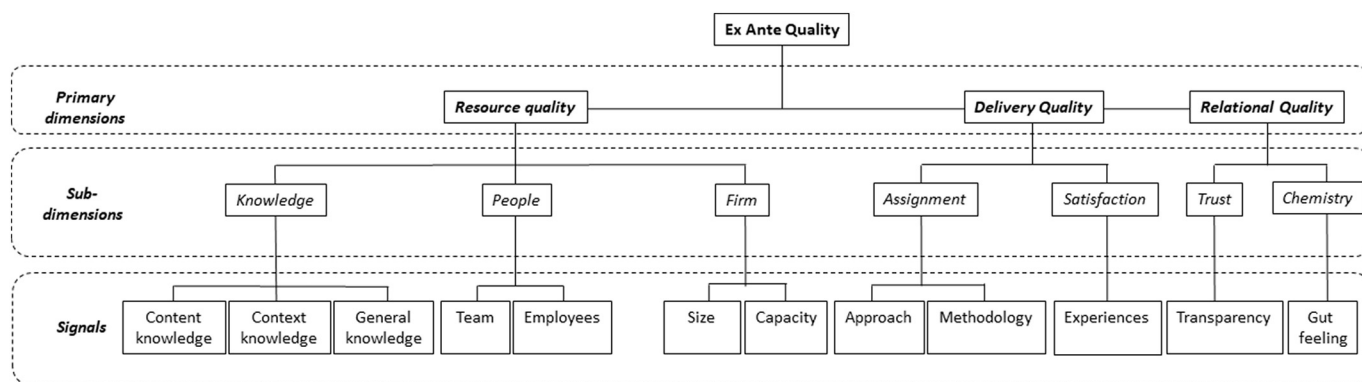 Ex Ante Quality
Primary
dimensions
Resource quality
Delivery Quality
Relational Quality
Sub-
dimensions
Knowledge
People
Firm
Assignment
Satisfaction
Trust
Chemistry
Signals
Content
knowledge
Context
knowledge
General
knowledge
Team
Employees
Size
Capacity
Approach
Methodology
Experiences
Transparency
Gut
feeling